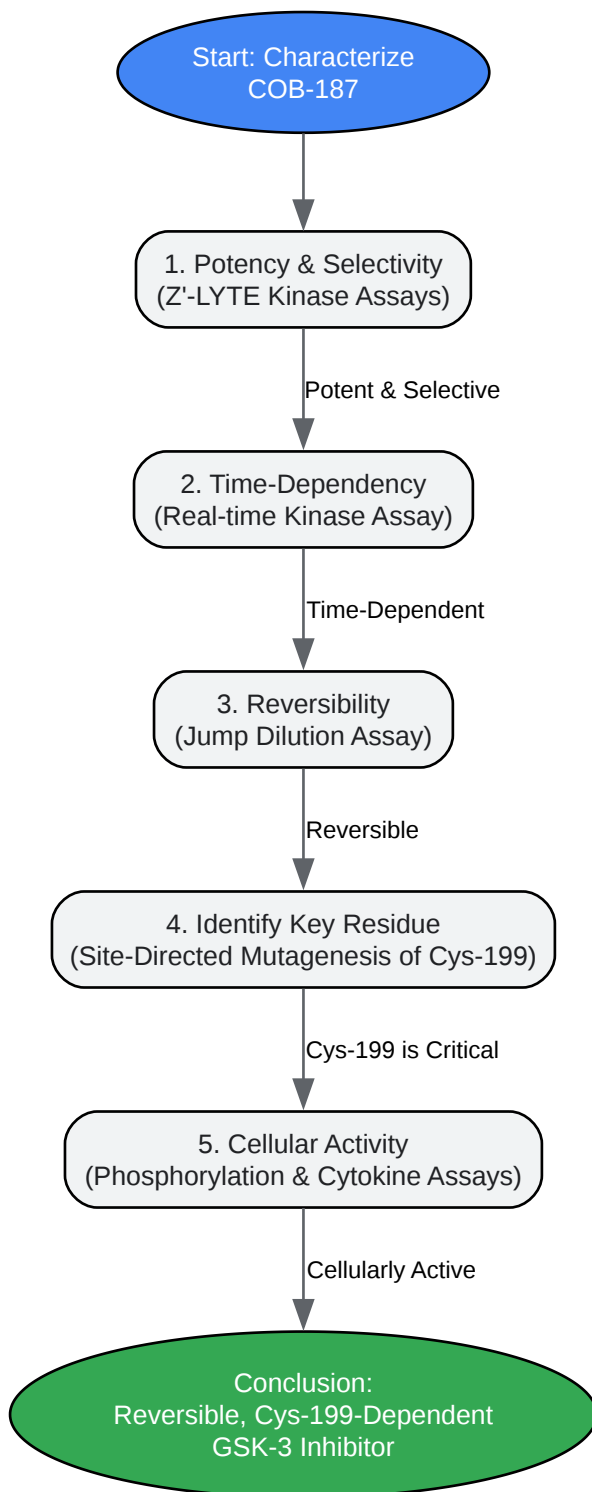 Start: Characterize
COB-187
1. Potency & Selectivity
(Z'-LYTE Kinase Assays)
Potent & Selective
2. Time-Dependency
(Real-time Kinase Assay)
Time-Dependent
3. Reversibility
(Jump Dilution Assay)
Reversible
4. Identify Key Residue
(Site-Directed Mutagenesis of Cys-199)
Cys-199 is Critical
5. Cellular Activity
(Phosphorylation & Cytokine Assays)
Cellularly Active
Conclusion:
Reversible, Cys-199-Dependent
GSK-3 Inhibitor